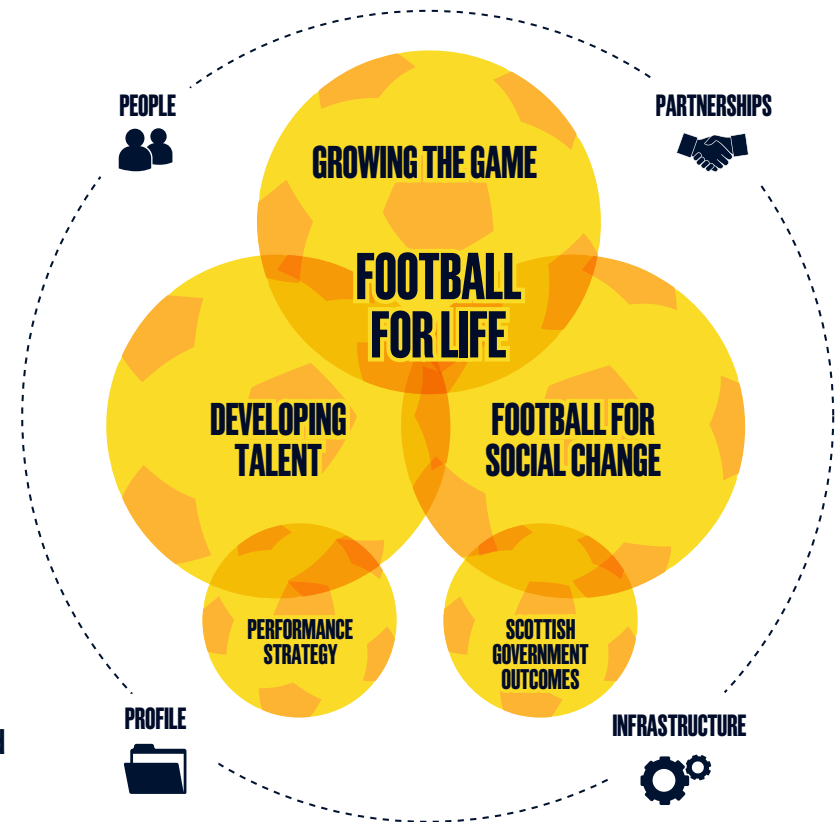 PEOPLE
PARTNERSHIPS
GROWING THE GAME
FOOTBALL
FOR LIFE
DEVELOPING
TALENT
FOOTBALL FOR
SOCIAL CHANGE
PERFORMANCE
STRATEGY
SCOTTISH
GOVERNMENT
OUTCOMES
PROFILE
INFRASTRUCTURE